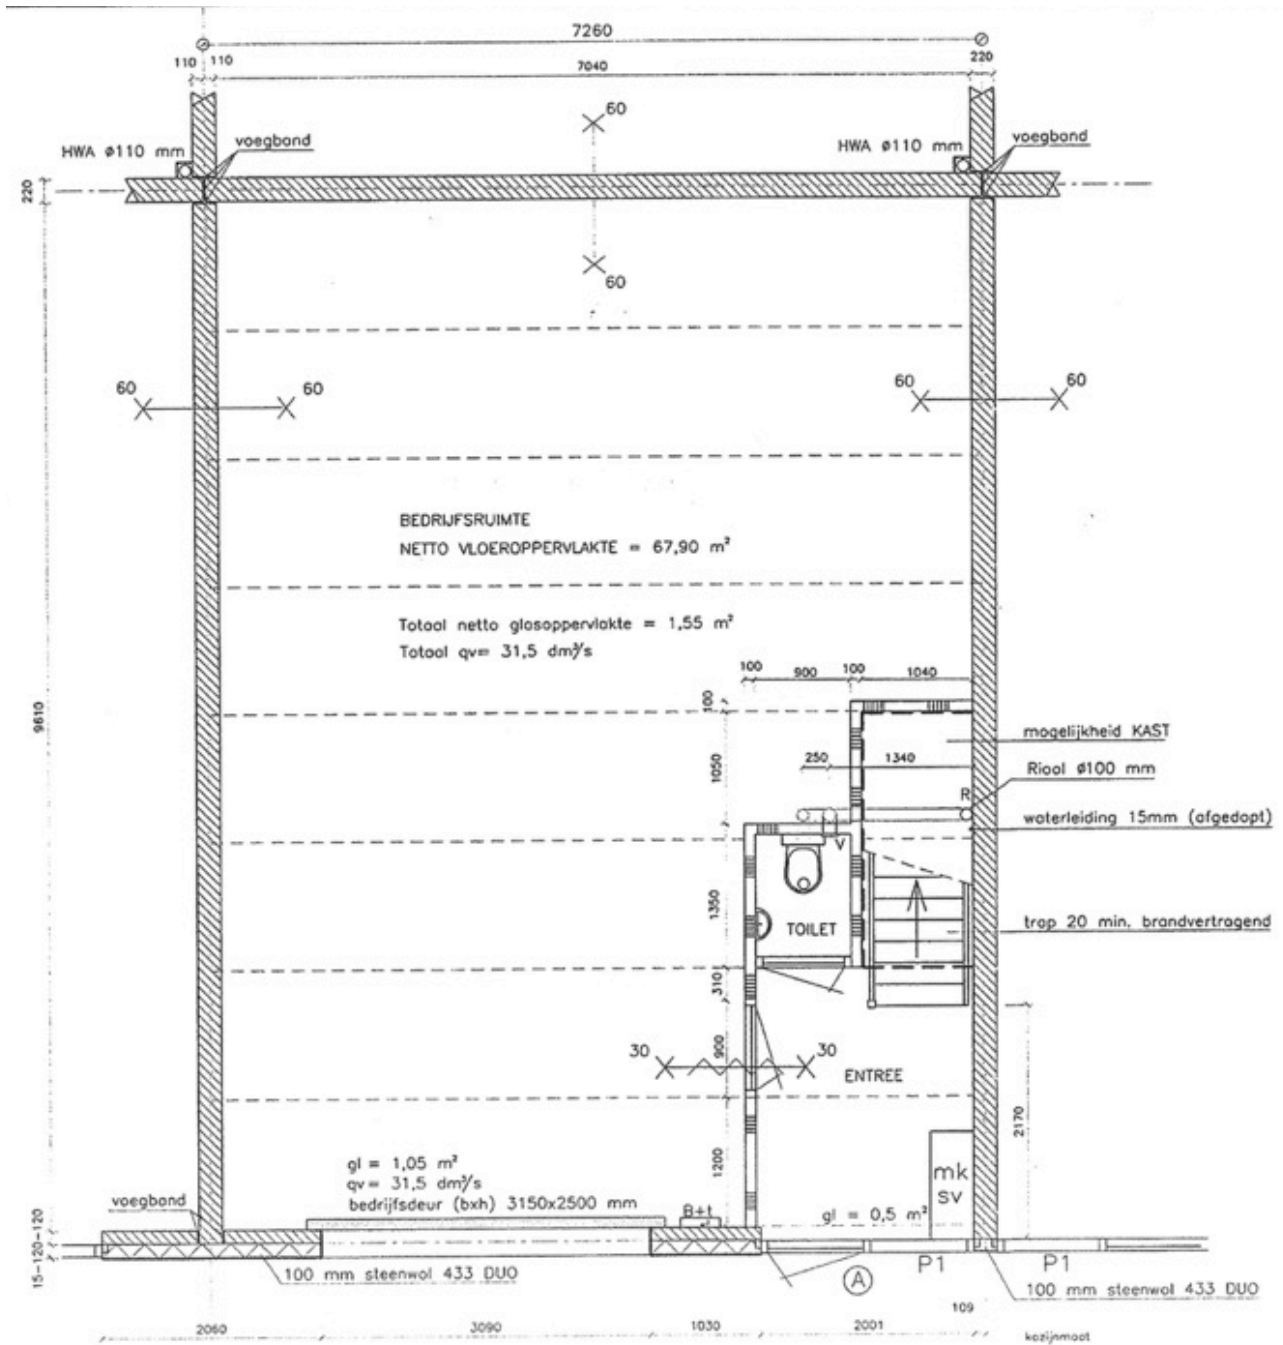 7260
110 110 7040 220
60
voegband
HWA ø110 mm
voegband
HWA ø110 mm
220
60
60 60
60 60
BEDRIJFSRUIMTE
NETTO VLOEROPPERVLAKTE = 67,90 m²
Totaal netto glasoppervlakte = 1,55 m²
Totaal qv= 31,5 dm³/s
100 900 100 1040
9610
100
mogelijkheid KAST
1050
250 1340
Riool ø100 mm
R
waterleiding 15mm (afgedopt)
V
1350
TOILET
trap 20 min. brandvertragend
310
30 900 30
ENTREE
2170
1200
gl = 1,05 m²
qv = 31,5 dm³/s
bedrijfsdeur (bxh) 3150x2500 mm
mk
sv
voegband
B+t
gl = 0,5 m²
15-120-120
100 mm steenwol 433 DUO
A
P1
P1
100 mm steenwol 433 DUO
109
2060 3090 1030 2001
kozijnmaat